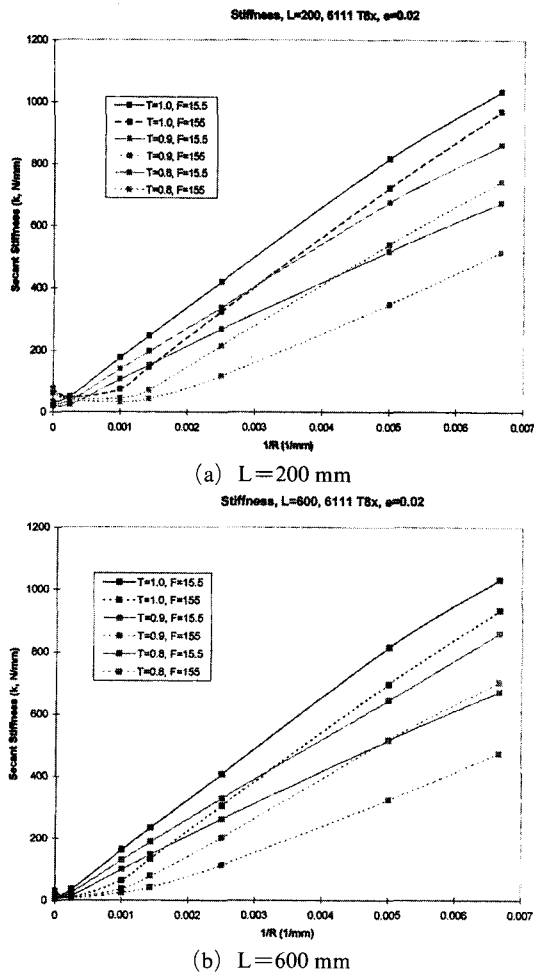 Stiffness, L=200, 6111 T8x, e=0.02
1200
1000
800
600
400
200
0
T=1.0, F=15.5
T=1.0, F=155
T=0.9, F=15.5
T=0.9, F=155
T=0.8, F=15.5
T=0.8, F=155
Secant Stiffness (k, N/mm)
0 0.001 0.002 0.003 0.004 0.005 0.006 0.007
1/R (1/mm)
(a) L=200 mm
Stiffness, L=600, 6111 T8x, e=0.02
1200
1000
800
600
400
200
0
T=1.0, F=15.5
T=1.0, F=155
T=0.9, F=15.5
T=0.9, F=155
T=0.8, F=15.5
T=0.8, F=155
Secant Stiffness (k, N/mm)
0 0.001 0.002 0.003 0.004 0.005 0.006 0.007
1/R (1/mm)
(b) L=600 mm